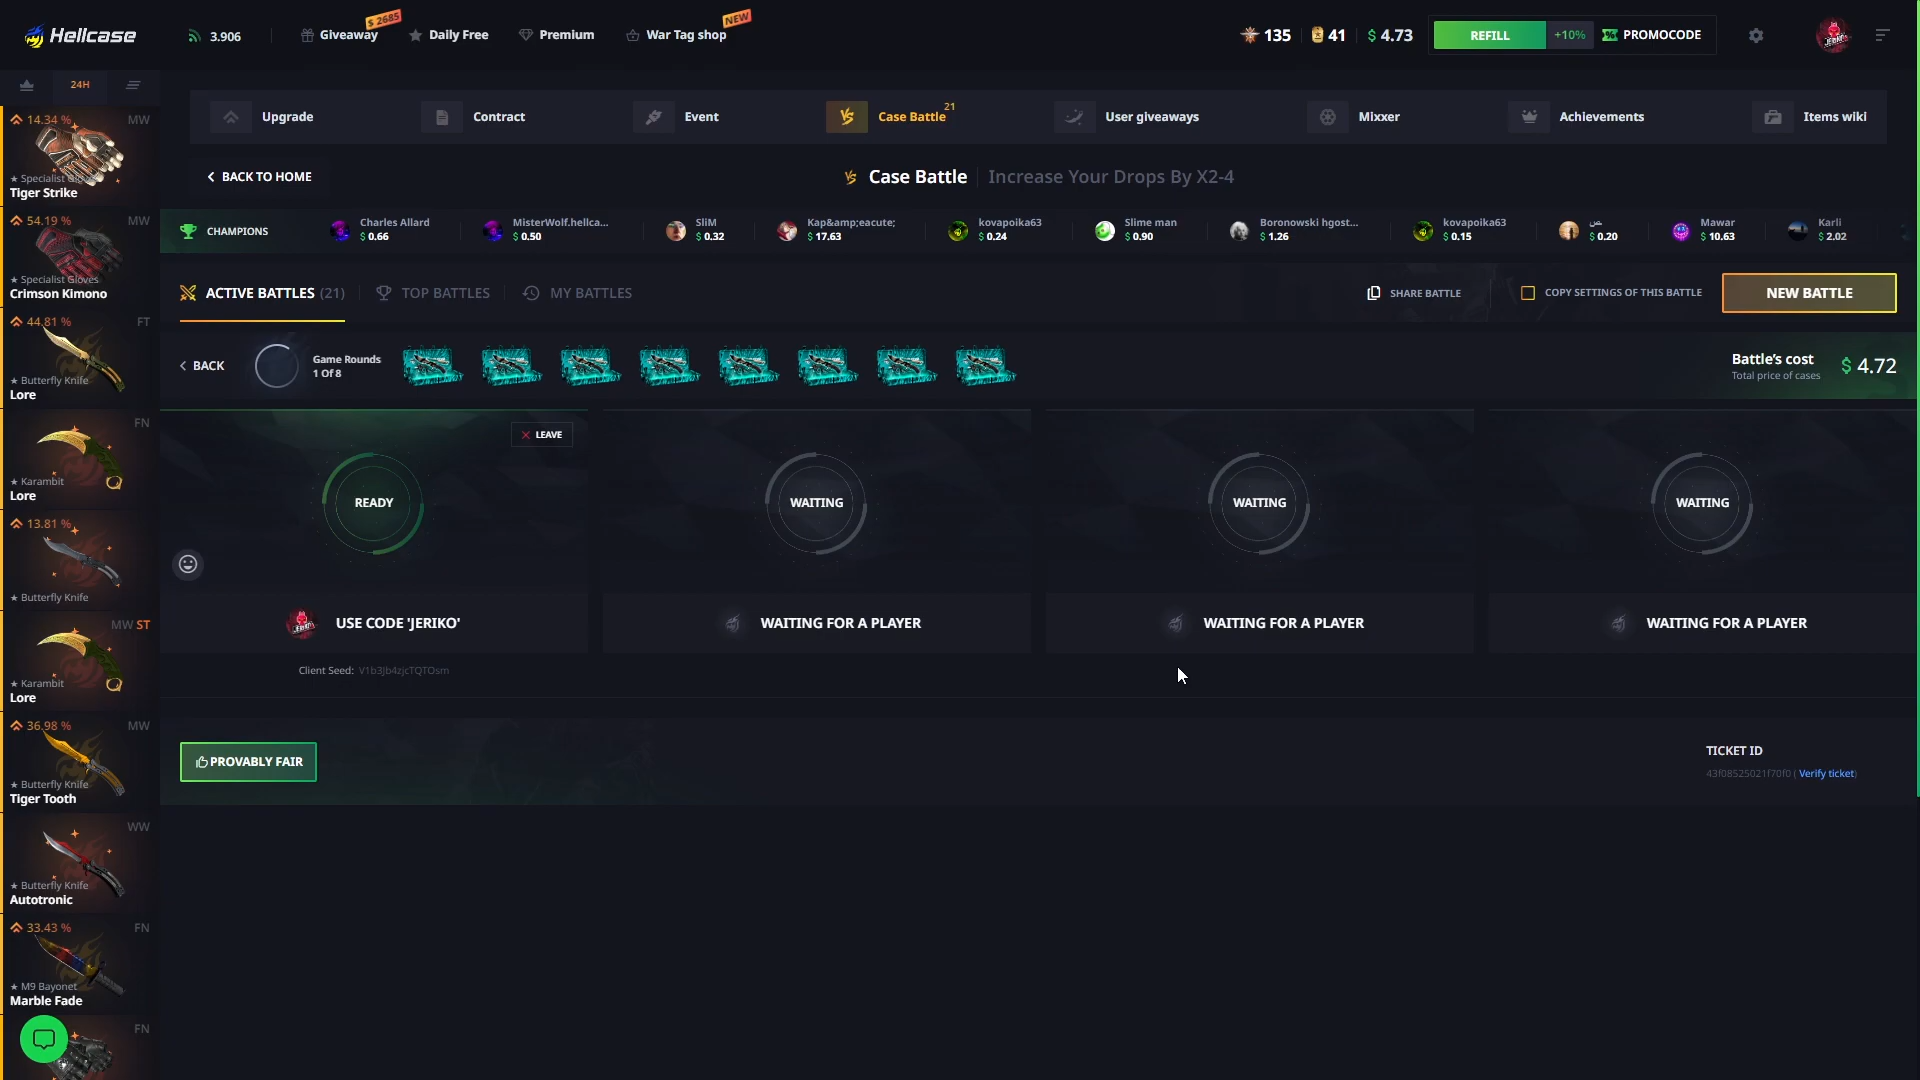 Hellcase
3.906
Giveaway
$ 2685
Daily Free
Premium
War Tag shop
NEW
135
41
$ 4.73
REFILL
+10%
PROMOCODE
24H
Upgrade
Contract
Event
Case Battle
21
User giveaways
Mixxer
Achievements
Items wiki
BACK TO HOME
Case Battle
Increase Your Drops By X2-4
CHAMPIONS
Charles Allard
$ 0.66
MisterWolf.hellca...
$ 0.50
SliM
$ 0.32
Kap&amp;eacute;
$ 17.63
kovapoika63
$ 0.24
Slime man
$ 0.90
Boronowski hgost...
$ 1.26
kovapoika63
$ 0.15
ض
$ 0.20
Mawar
$ 10.63
Karli
$ 2.02
ACTIVE BATTLES (21)
TOP BATTLES
MY BATTLES
SHARE BATTLE
COPY SETTINGS OF THIS BATTLE
NEW BATTLE
BACK
Game Rounds
1 Of 8
Battle's cost
Total price of cases
$ 4.72
LEAVE
READY
WAITING
WAITING
WAITING
USE CODE 'JERIKO'
WAITING FOR A PLAYER
WAITING FOR A PLAYER
WAITING FOR A PLAYER
Client Seed: V1b3Jb4zjcTQTOsm
PROVABLY FAIR
TICKET ID
43f08525021f70f0 ( Verify ticket)
14.34 %
MW
★ Specialist Gloves
Tiger Strike
54.19 %
MW
★ Specialist Gloves
Crimson Kimono
44.81 %
FT
★ Butterfly Knife
Lore
FN
★ Karambit
Lore
13.81 %
★ Butterfly Knife
MW ST
★ Karambit
Lore
36.98 %
MW
★ Butterfly Knife
Tiger Tooth
WW
★ Butterfly Knife
Autotronic
33.43 %
FN
★ M9 Bayonet
Marble Fade
FN